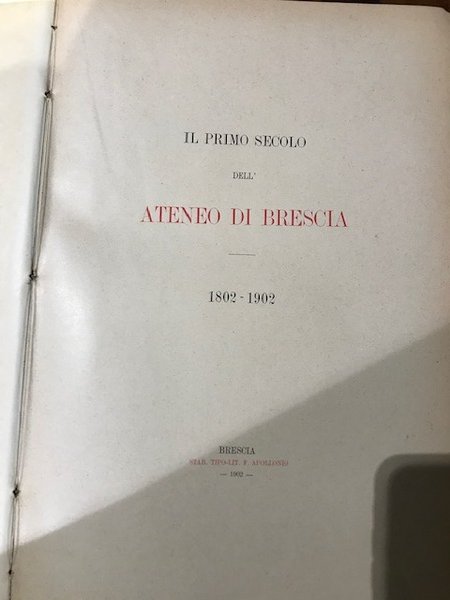 IL PRIMO SECOLO
DELL'
ATENEO DI BRESCIA
1802-1902
BRESCIA
STAB. TIPO-LIT. F. APOLLONIO
— 1902 —